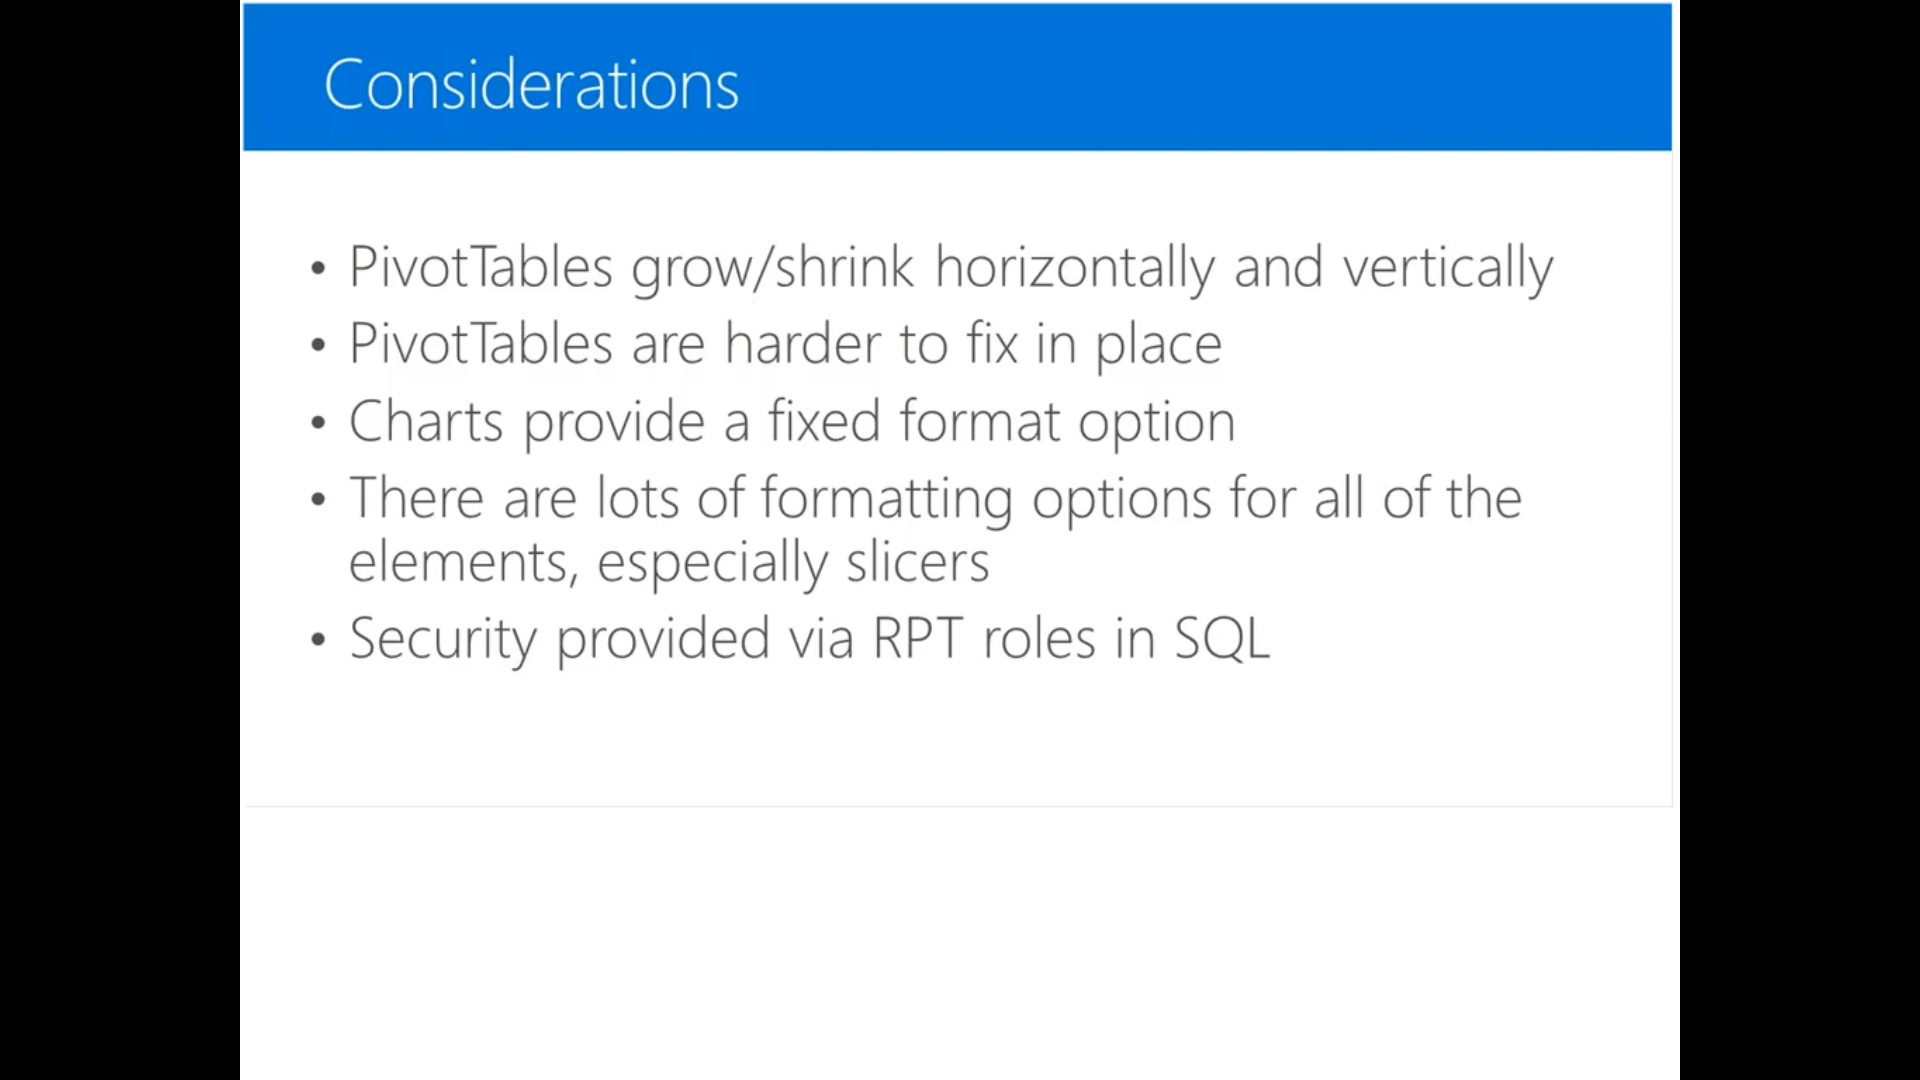 Considerations
• PivotTables grow/shrink horizontally and vertically
• PivotTables are harder to fix in place
• Charts provide a fixed format option
• There are lots of formatting options for all of the
elements, especially slicers
• Security provided via RPT roles in SQL